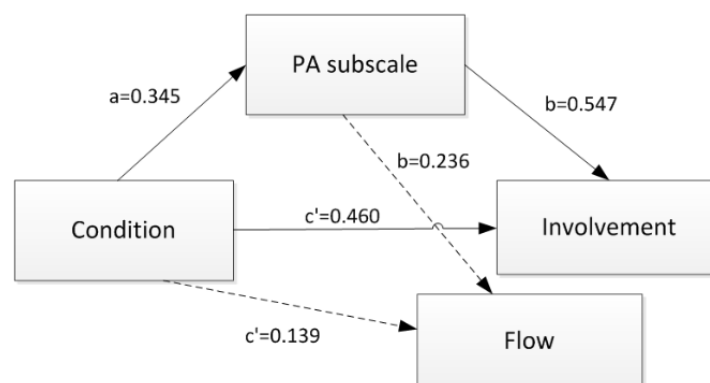 PA subscale
a=0.345
b=0.547
b=0.236
Condition
c'=0.460
Involvement
c'=0.139
Flow